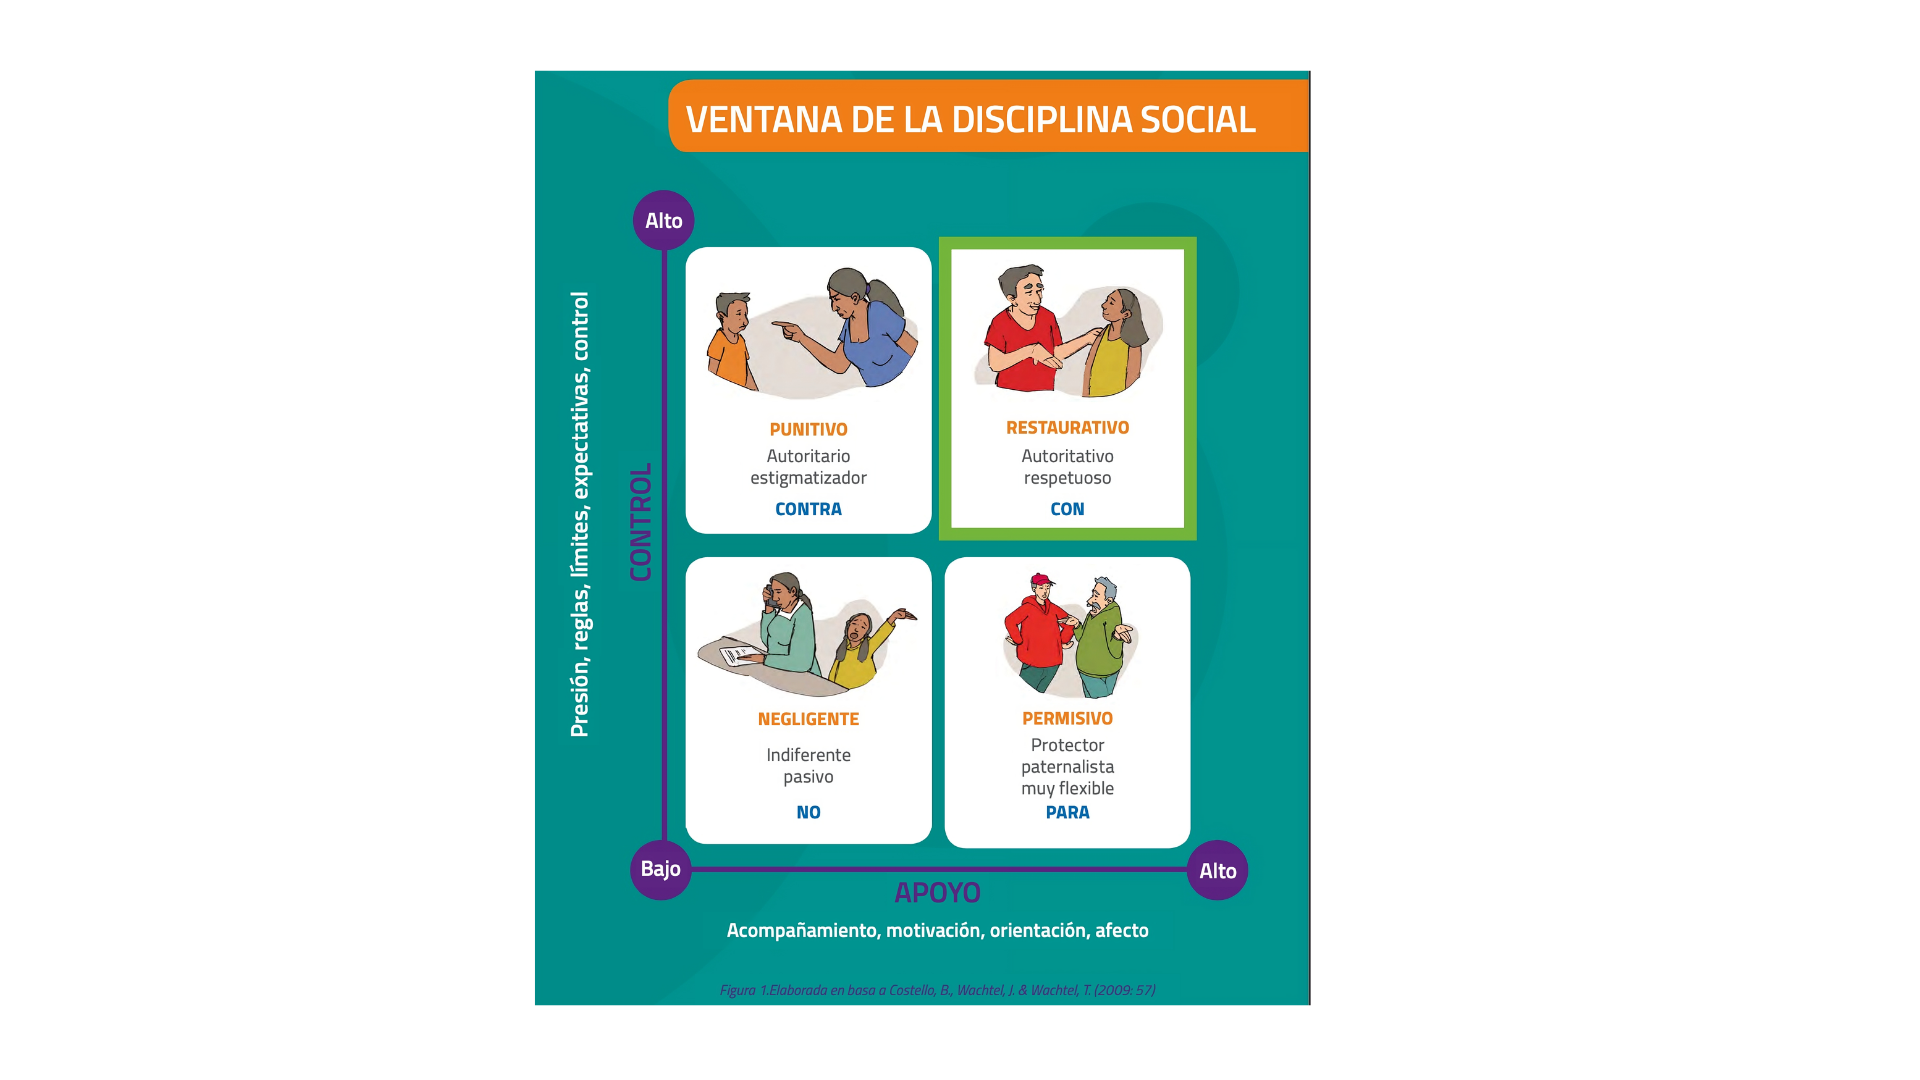 VENTANA DE LA DISCIPLINA SOCIAL
Alto
Presión, reglas, límites, expectativas, control
CONTROL
PUNITIVO
Autoritario
estigmatizador
CONTRA
RESTAURATIVO
Autoritativo
respetuoso
CON
NEGLIGENTE
Indiferente
pasivo
NO
PERMISIVO
Protector
paternalista
muy flexible
PARA
Bajo
APOYO
Alto
Acompañamiento, motivación, orientación, afecto
Figura 1.Elaborada en basa a Costello, B., Wachtel, J. & Wachtel, T. (2009: 57)